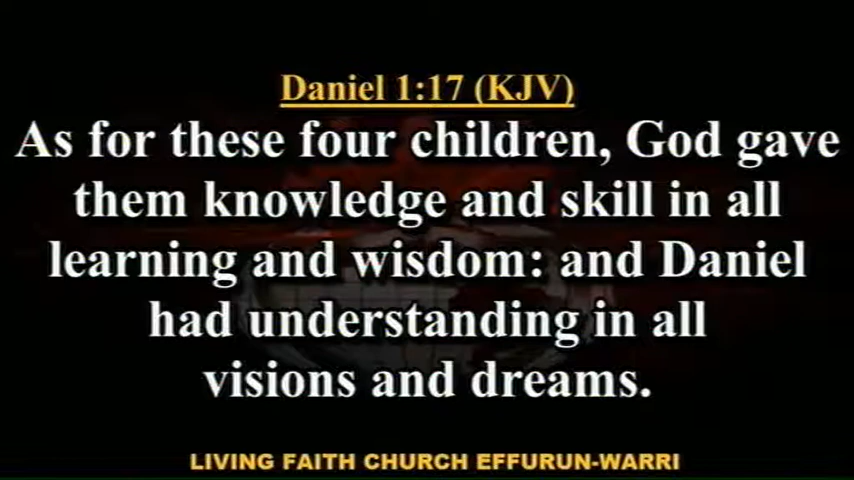 Daniel 1:17 (KJV)
As for these four children, God gave
them knowledge and skill in all
learning and wisdom: and Daniel
had understanding in all
visions and dreams.
LIVING FAITH CHURCH EFFURUN-WARRI